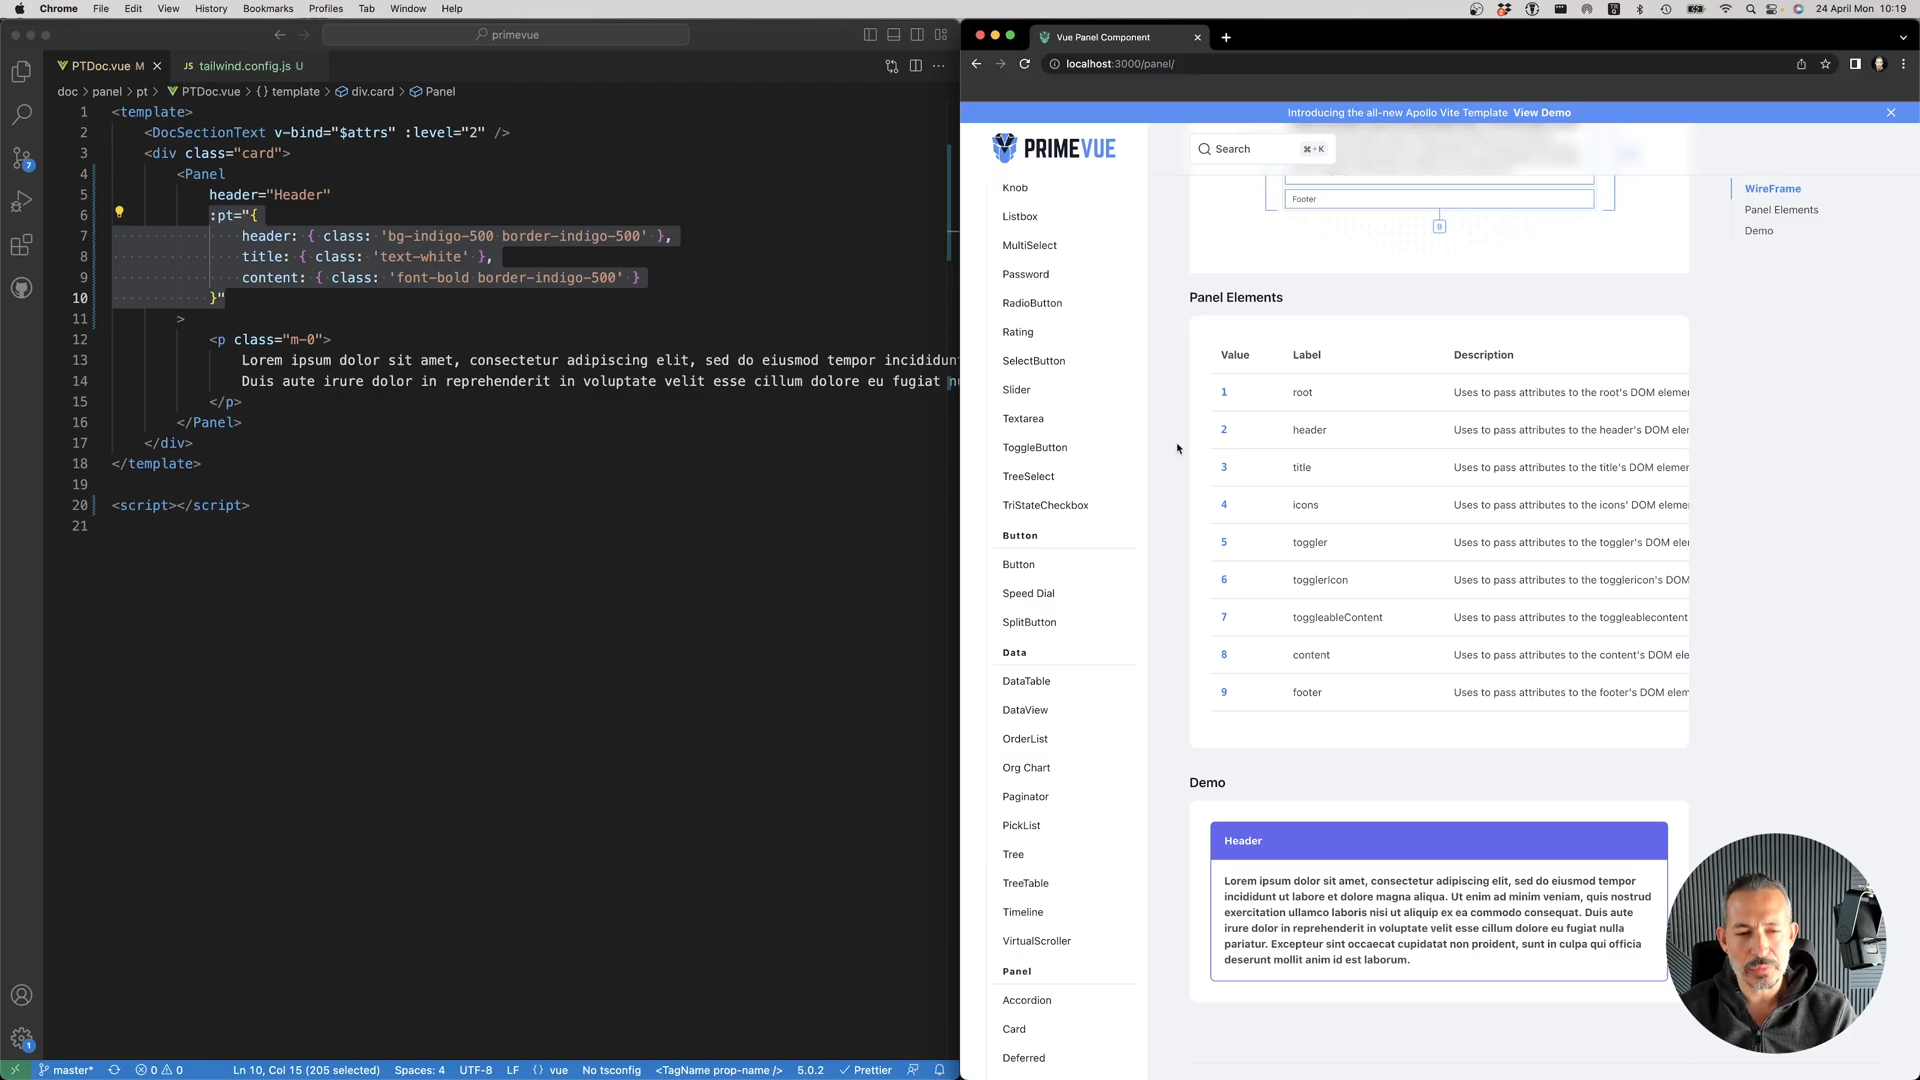 Chrome File Edit View History Bookmarks Profiles Tab Window Help
24 April Mon 10:19
primevue
PTDoc.vue M
JS tailwind.config.js U
doc > panel > pt > PTDoc.vue > {} template > div.card > Panel
1 <template>
2 <DocSectionText v-bind="$attrs" :level="2" />
3 <div class="card">
4 <Panel
5 header="Header"
6 :pt="{
7 header: { class: 'bg-indigo-500 border-indigo-500' },
8 title: { class: 'text-white' },
9 content: { class: 'font-bold border-indigo-500' }
10 }"
11 >
12 <p class="m-0">
13 Lorem ipsum dolor sit amet, consectetur adipiscing elit, sed do eiusmod tempor incididunt
14 Duis aute irure dolor in reprehenderit in voluptate velit esse cillum dolore eu fugiat nu
15 </p>
16 </Panel>
17 </div>
18 </template>
19
20 <script></script>
21
7
1
master* 0 0 Ln 10, Col 15 (205 selected) Spaces: 4 UTF-8 LF {} vue No tsconfig <TagName prop-name /> 5.0.2 Prettier
Vue Panel Component
localhost:3000/panel/
Introducing the all-new Apollo Vite Template View Demo
PRIMEVUE
Search ⌘+K
Knob
Listbox
MultiSelect
Password
RadioButton
Rating
SelectButton
Slider
Textarea
ToggleButton
TreeSelect
TriStateCheckbox
Button
Button
Speed Dial
SplitButton
Data
DataTable
DataView
OrderList
Org Chart
Paginator
PickList
Tree
TreeTable
Timeline
VirtualScroller
Panel
Accordion
Card
Deferred
Footer
9
Panel Elements
Value Label Description
1 root Uses to pass attributes to the root's DOM elemen
2 header Uses to pass attributes to the header's DOM eler
3 title Uses to pass attributes to the title's DOM elemer
4 icons Uses to pass attributes to the icons' DOM eleme
5 toggler Uses to pass attributes to the toggler's DOM ele
6 togglerIcon Uses to pass attributes to the togglericon's DOM
7 toggleableContent Uses to pass attributes to the toggleablecontent
8 content Uses to pass attributes to the content's DOM ele
9 footer Uses to pass attributes to the footer's DOM elem
Demo
Header
Lorem ipsum dolor sit amet, consectetur adipiscing elit, sed do eiusmod tempor
incididunt ut labore et dolore magna aliqua. Ut enim ad minim veniam, quis nostrud
exercitation ullamco laboris nisi ut aliquip ex ea commodo consequat. Duis aute
irure dolor in reprehenderit in voluptate velit esse cillum dolore eu fugiat nulla
pariatur. Excepteur sint occaecat cupidatat non proident, sunt in culpa qui officia
deserunt mollit anim id est laborum.
WireFrame
Panel Elements
Demo